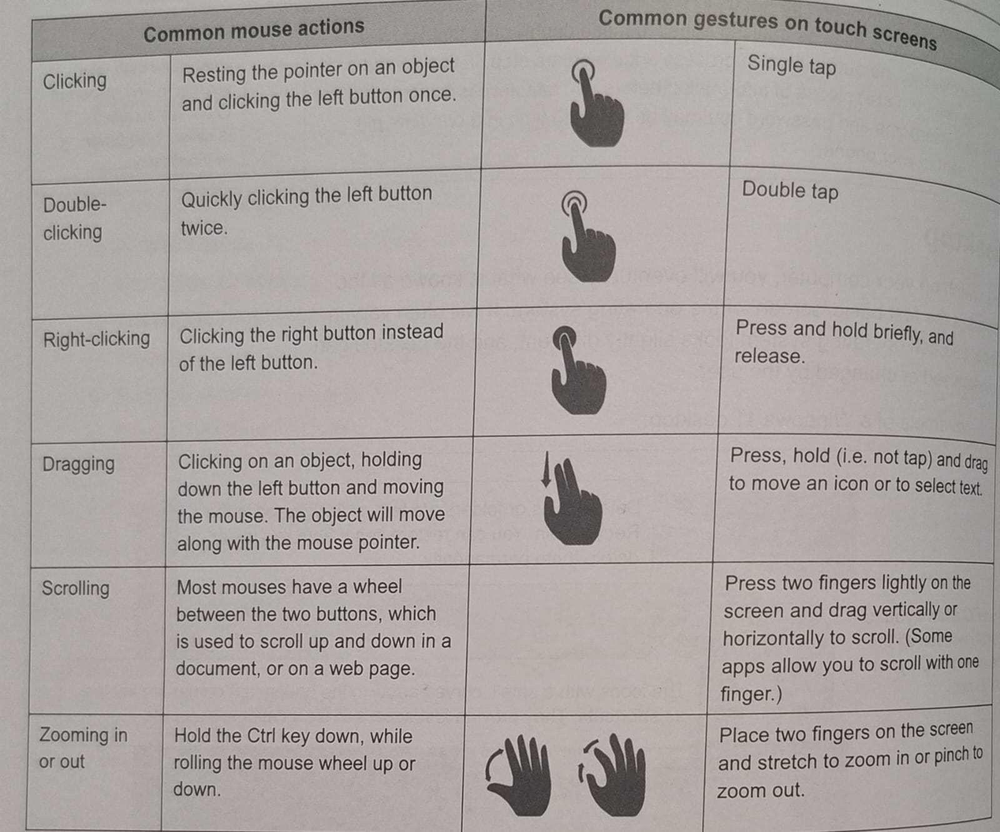 Common mouse actions
Common gestures on touch screens
Clicking
Resting the pointer on an object
and clicking the left button once.
Single tap
Double-
clicking
Quickly clicking the left button
twice.
Double tap
Right-clicking
Clicking the right button instead
of the left button.
Press and hold briefly, and
release.
Dragging
Clicking on an object, holding
down the left button and moving
the mouse. The object will move
along with the mouse pointer.
Press, hold (i.e. not tap) and drag
to move an icon or to select text.
Scrolling
Most mouses have a wheel
between the two buttons, which
is used to scroll up and down in a
document, or on a web page.
Press two fingers lightly on the
screen and drag vertically or
horizontally to scroll. (Some
apps allow you to scroll with one
finger.)
Zooming in
or out
Hold the Ctrl key down, while
rolling the mouse wheel up or
down.
Place two fingers on the screen
and stretch to zoom in or pinch to
zoom out.